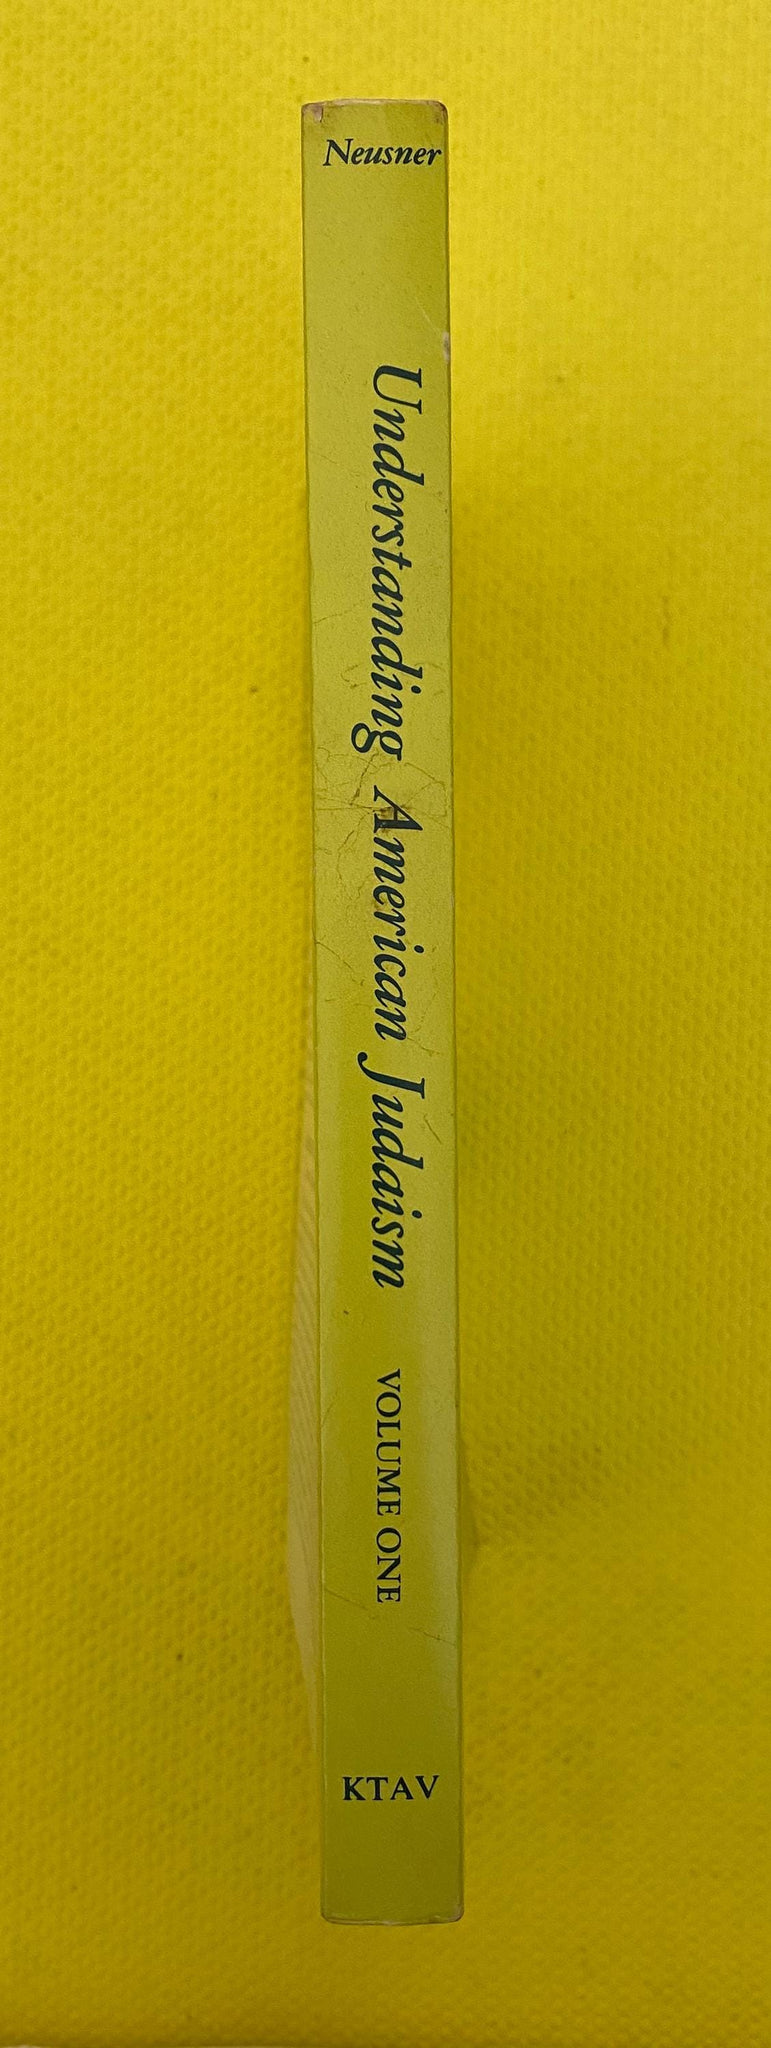 Neusner
Understanding American Judaism
VOLUME ONE
KTAV